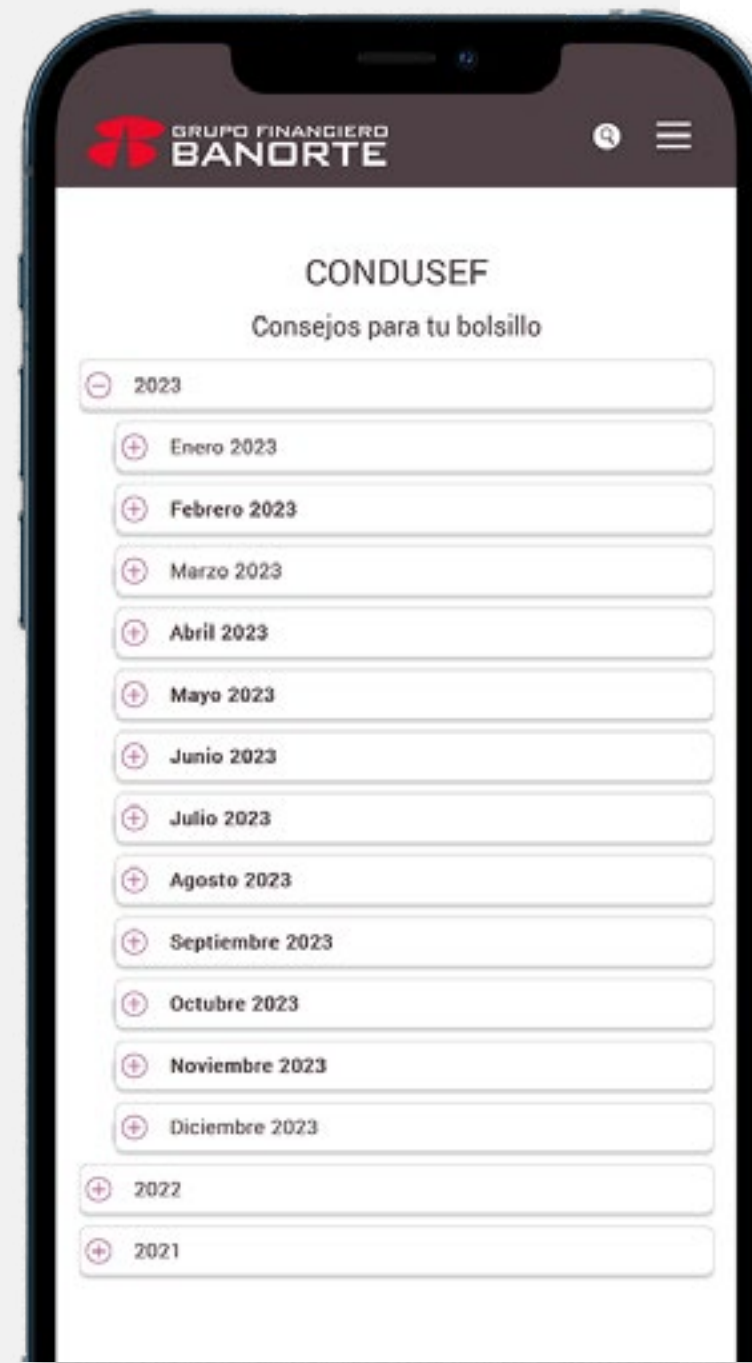 GRUPO FINANCIERO
BANORTE
CONDUSEF
Consejos para tu bolsillo
2023
Enero 2023
Febrero 2023
Marzo 2023
Abril 2023
Mayo 2023
Junio 2023
Julio 2023
Agosto 2023
Septiembre 2023
Octubre 2023
Noviembre 2023
Diciembre 2023
2022
2021